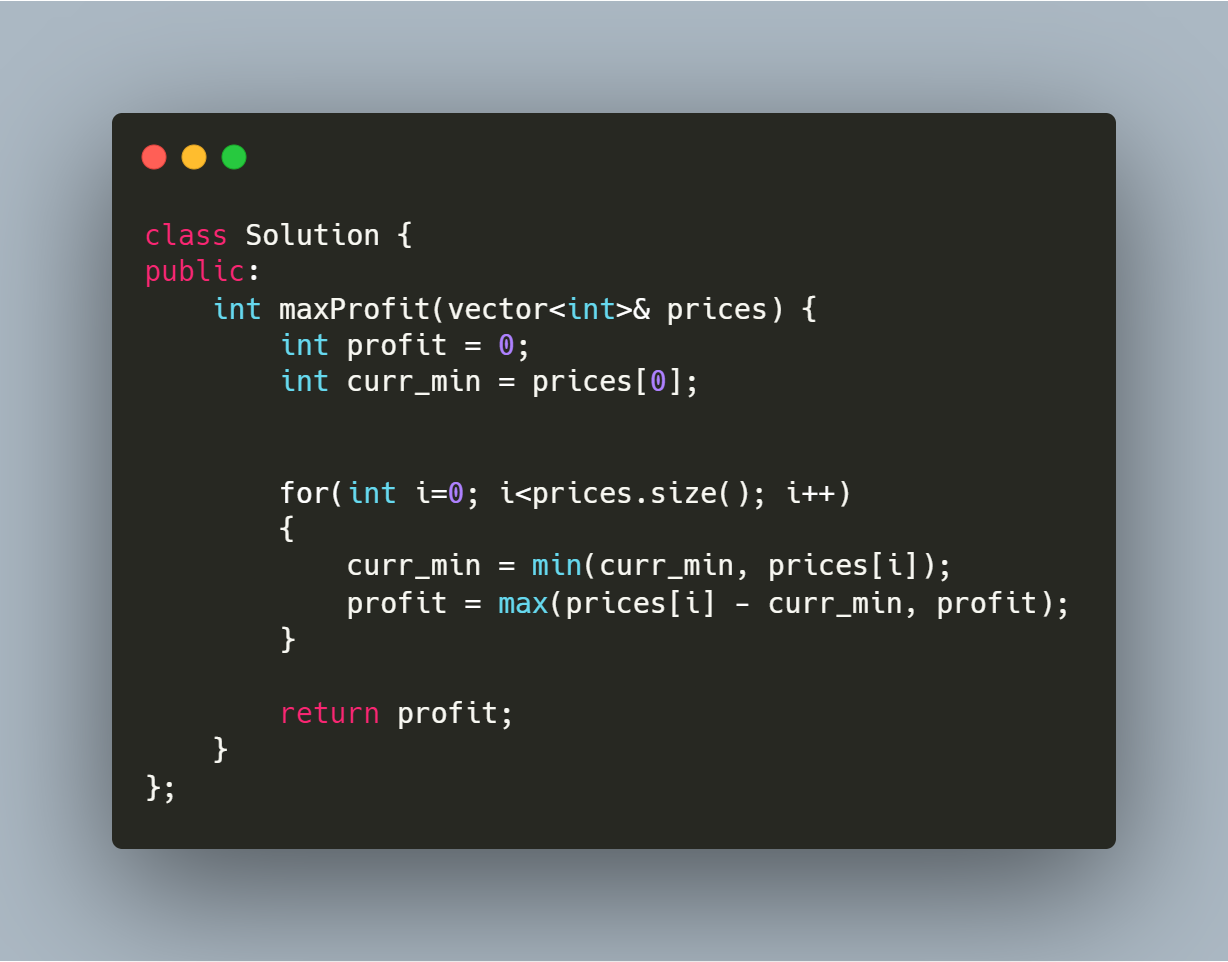 class Solution {
public:
    int maxProfit(vector<int>& prices) {
        int profit = 0;
        int curr_min = prices[0];


        for(int i=0; i<prices.size(); i++)
        {
            curr_min = min(curr_min, prices[i]);
            profit = max(prices[i] - curr_min, profit);
        }

        return profit;
    }
};